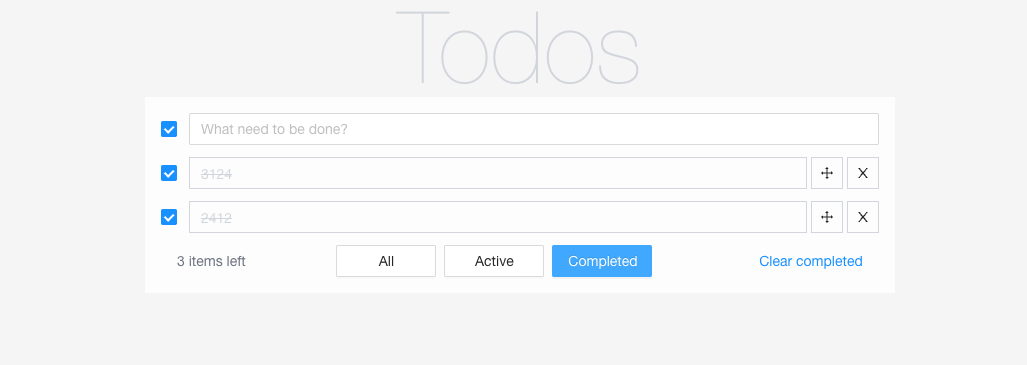 Todos
What need to be done?
3124 X
2412 X
3 items left All Active Completed Clear completed